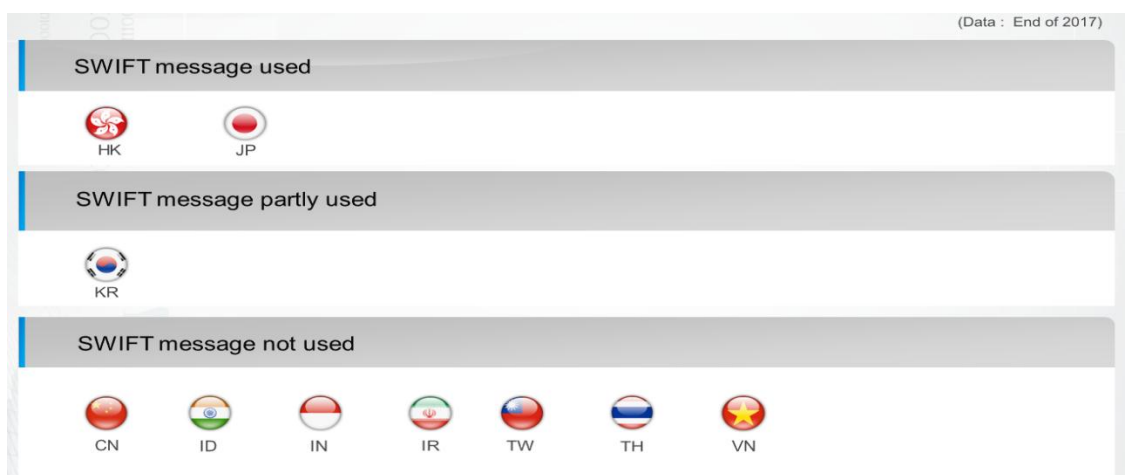 (Data : End of 2017)
SWIFT message used
HK JP
SWIFT message partly used
KR
SWIFT message not used
CN ID IN IR TW TH VN